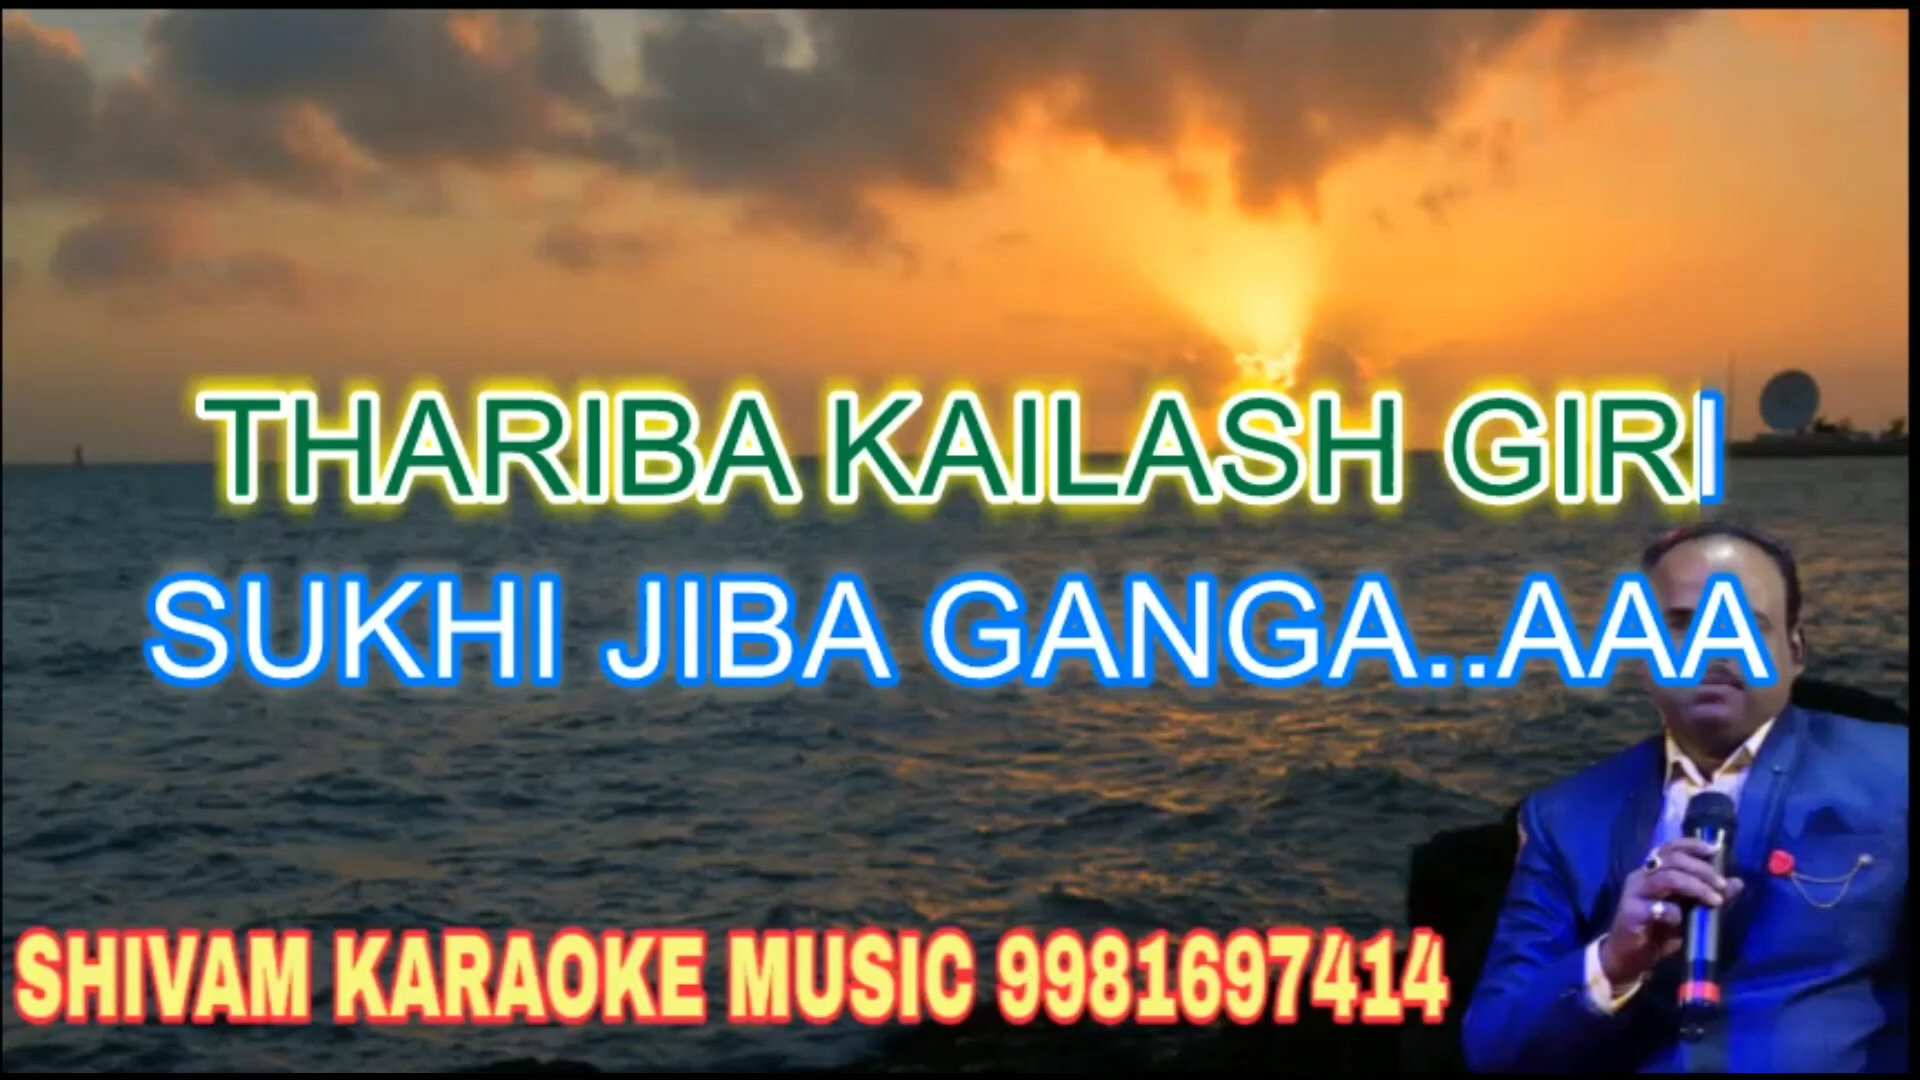 THARIBA KAILASH GIRI
SUKHI JIBA GANGA..AAA
SHIVAM KARAOKE MUSIC 9981697414